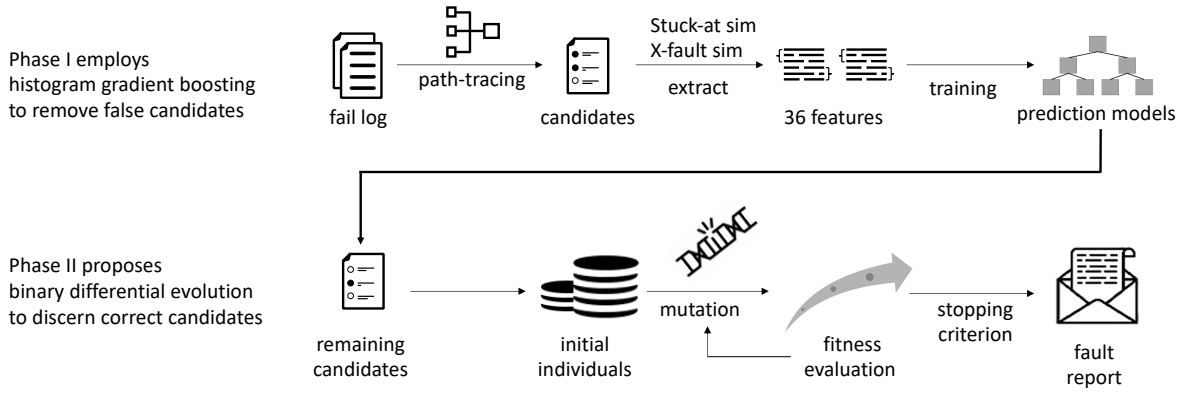 Phase I employs
histogram gradient boosting
to remove false candidates
fail log
path-tracing
candidates
Stuck-at sim
X-fault sim
extract
36 features
training
prediction models
Phase II proposes
binary differential evolution
to discern correct candidates
remaining
candidates
initial
individuals
mutation
fitness
evaluation
stopping
criterion
fault
report